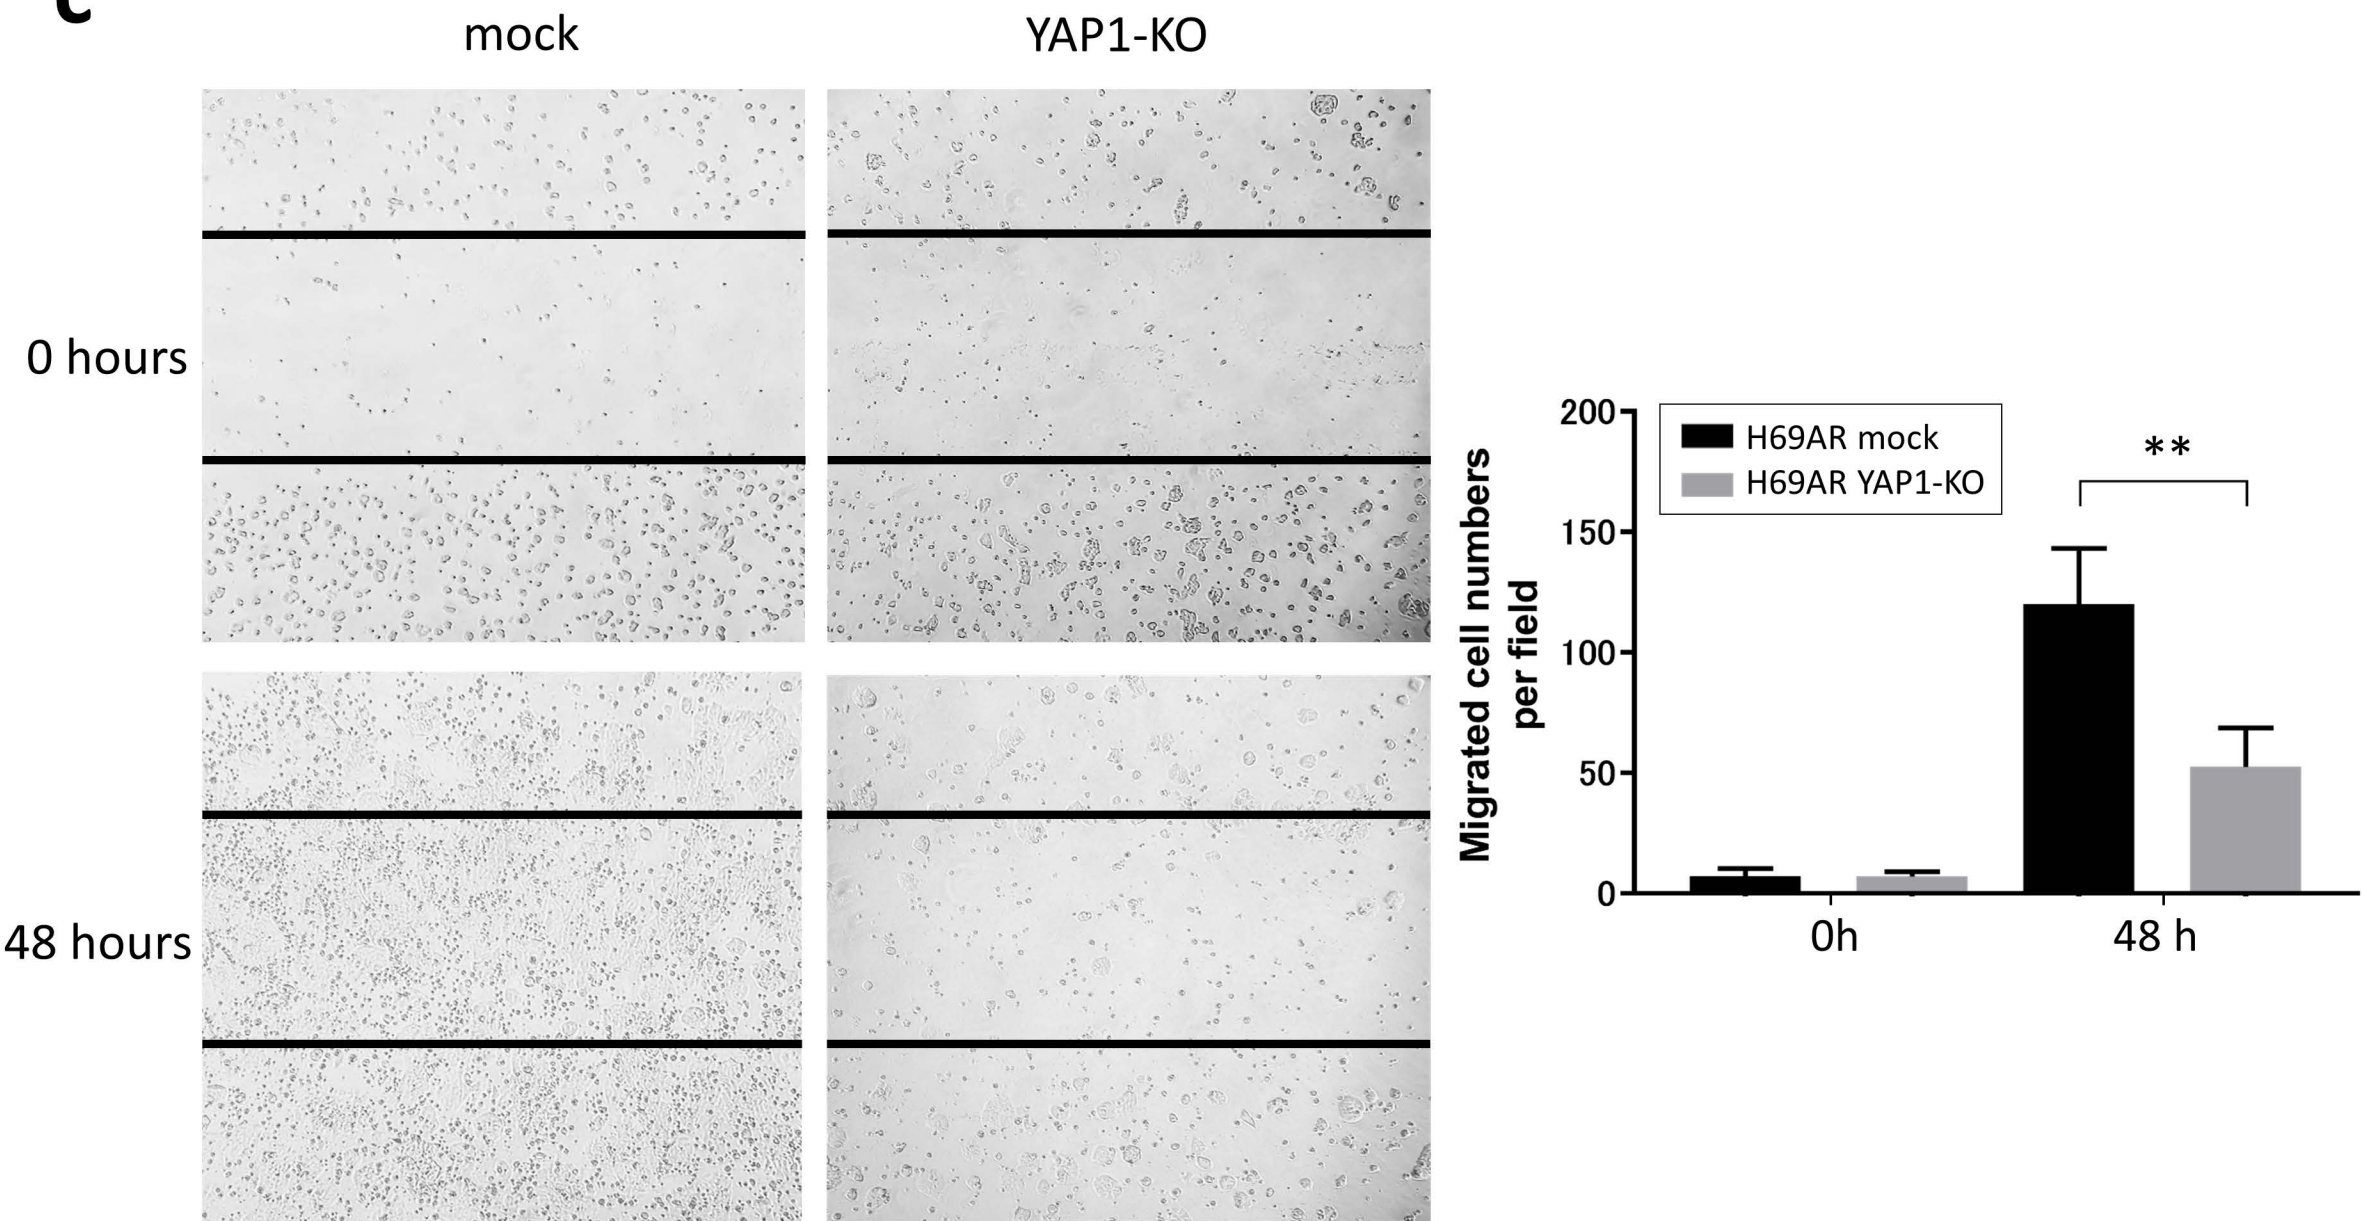 c
mock
YAP1-KO
0 hours
48 hours
Migrated cell numbers
per field
200
150
100
50
0
H69AR mock
H69AR YAP1-KO
**
0h
48 h